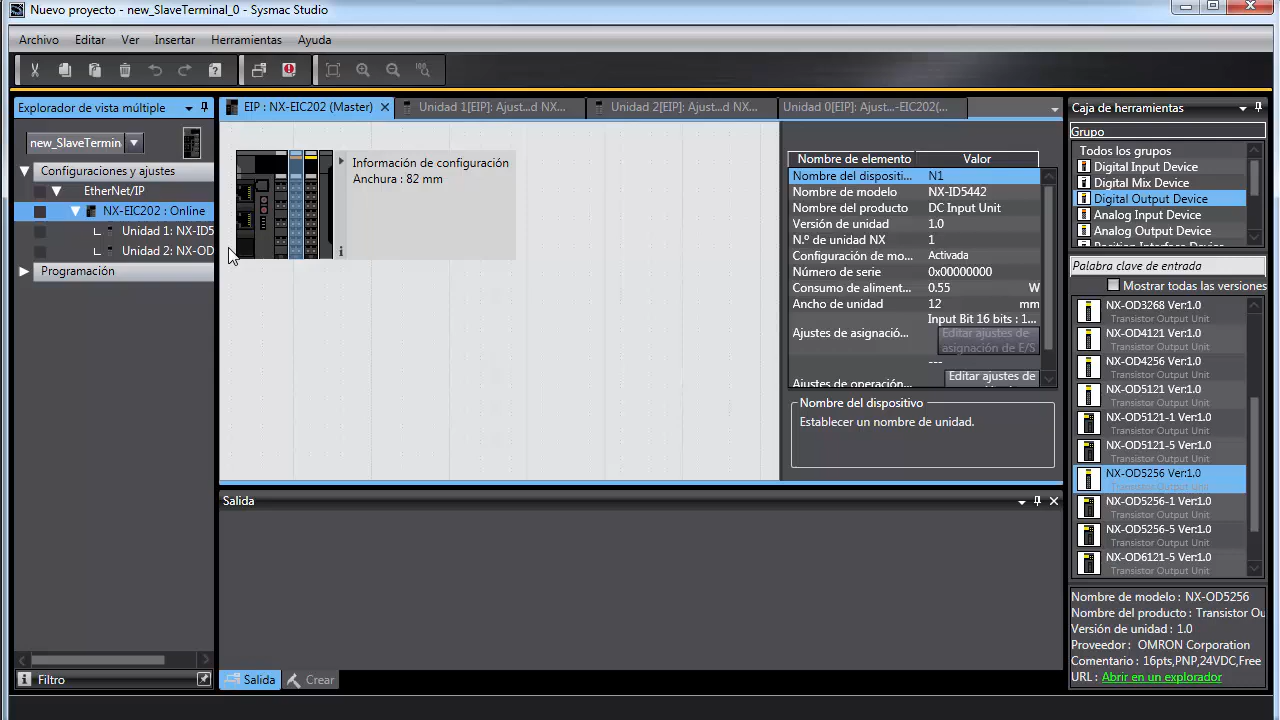 Nuevo proyecto - new_SlaveTerminal_0 - Sysmac Studio
Archivo Editar Ver Insertar Herramientas Ayuda
Explorador de vista múltiple
new_SlaveTermin
Configuraciones y ajustes
EtherNet/IP
NX-EIC202 : Online
Unidad 1: NX-ID5
Unidad 2: NX-OD
Programación
Filtro
EIP : NX-EIC202 (Master)
Unidad 1[EIP]: Ajust...d NX...
Unidad 2[EIP]: Ajust...d NX...
Unidad 0[EIP]: Ajust...-EIC202(...
Información de configuración
Anchura : 82 mm
Nombre de elemento Valor
Nombre del dispositi... N1
Nombre de modelo NX-ID5442
Nombre del producto DC Input Unit
Versión de unidad 1.0
N.º de unidad NX 1
Configuración de mo... Activada
Número de serie 0x00000000
Consumo de aliment... 0.55 W
Ancho de unidad 12 mm
Input Bit 16 bits : 1...
Ajustes de asignació... Editar ajustes de
asignación de E/S
---
Ajustes de operación... Editar ajustes de
Nombre del dispositivo
Establecer un nombre de unidad.
Salida
Salida Crear
Caja de herramientas
Grupo
Todos los grupos
Digital Input Device
Digital Mix Device
Digital Output Device
Analog Input Device
Analog Output Device
Position Interface Device
Palabra clave de entrada
Mostrar todas las versiones
NX-OD3268 Ver:1.0
Transistor Output Unit
NX-OD4121 Ver:1.0
Transistor Output Unit
NX-OD4256 Ver:1.0
Transistor Output Unit
NX-OD5121 Ver:1.0
Transistor Output Unit
NX-OD5121-1 Ver:1.0
Transistor Output Unit
NX-OD5121-5 Ver:1.0
Transistor Output Unit
NX-OD5256 Ver:1.0
Transistor Output Unit
NX-OD5256-1 Ver:1.0
Transistor Output Unit
NX-OD5256-5 Ver:1.0
Transistor Output Unit
NX-OD6121-5 Ver:1.0
Transistor Output Unit
Nombre de modelo : NX-OD5256
Nombre del producto : Transistor Ou
Versión de unidad : 1.0
Proveedor : OMRON Corporation
Comentario : 16pts,PNP,24VDC,Free
URL : Abrir en un explorador